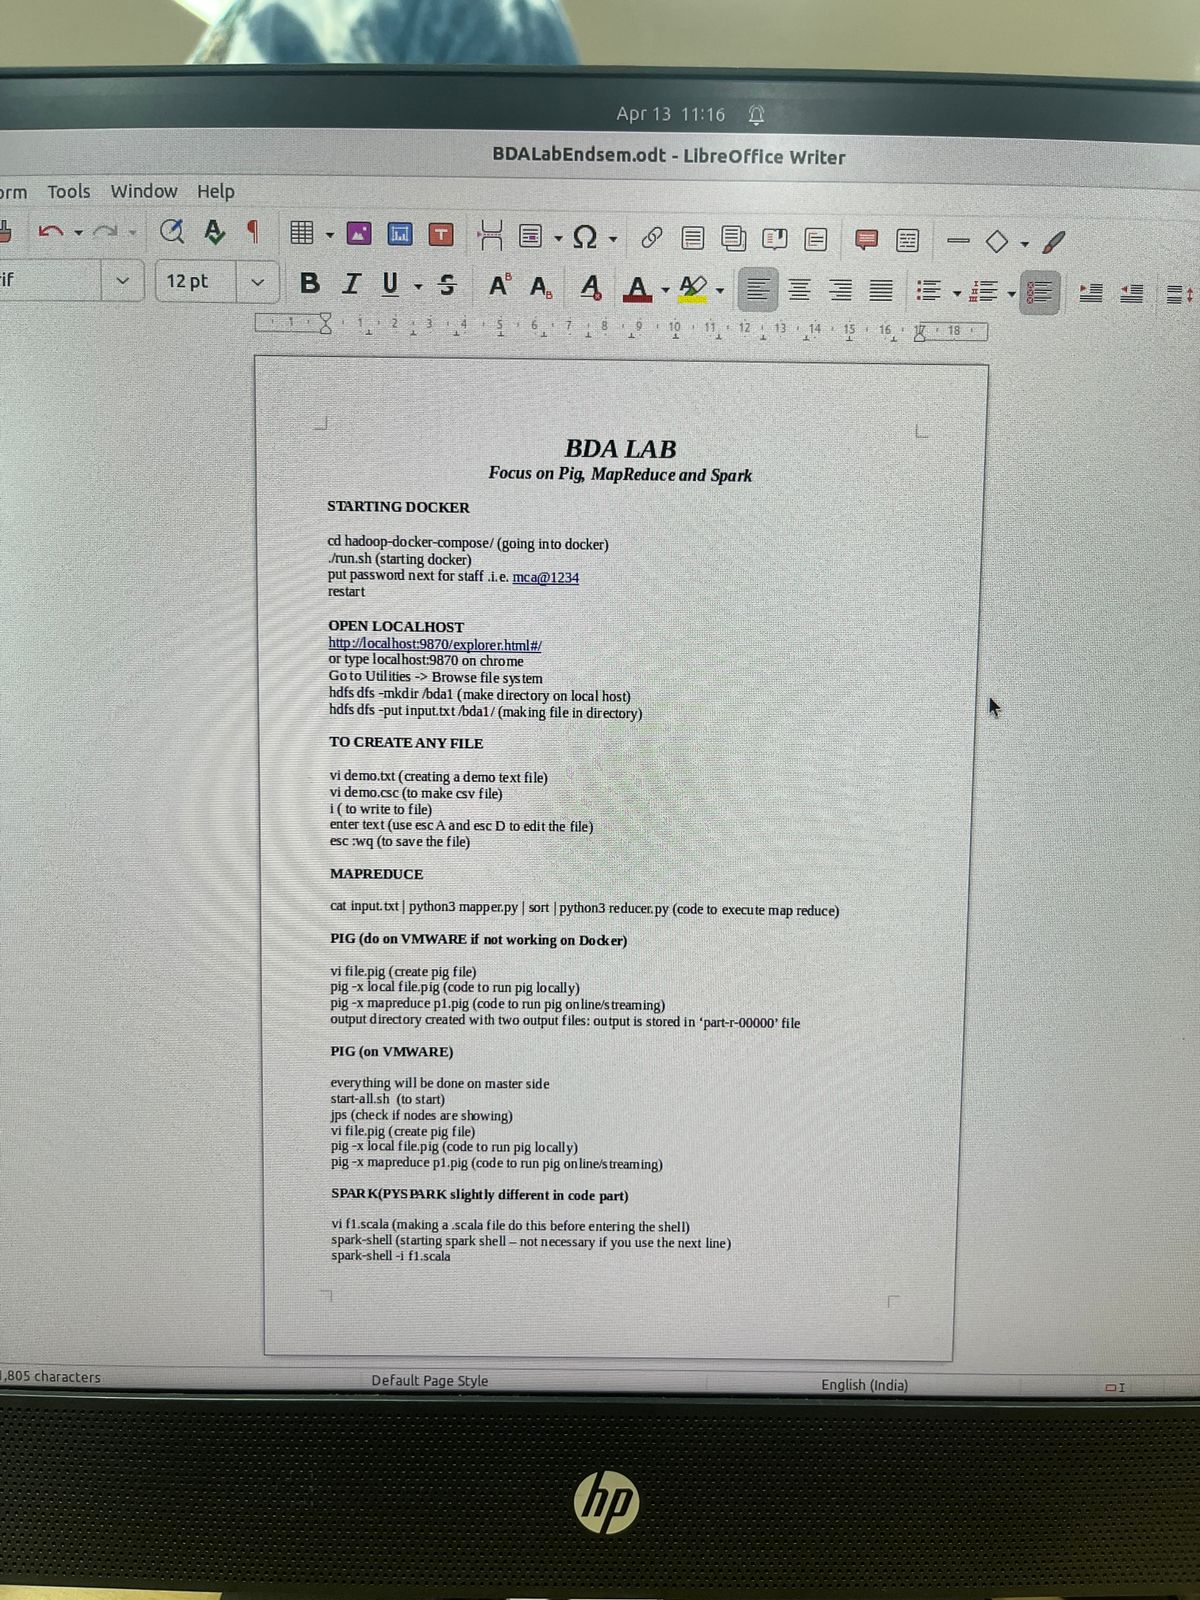 Apr 13 11:16
BDALabEndsem.odt - LibreOffice Writer
orm Tools Window Help
if 12 pt
1 1 2 3 4 5 6 7 8 9 10 11 12 13 14 15 16 17 18
BDA LAB
Focus on Pig, MapReduce and Spark
STARTING DOCKER
cd hadoop-docker-compose/ (going into docker)
./run.sh (starting docker)
put password next for staff .i.e. mca@1234
restart
OPEN LOCALHOST
http://localhost:9870/explorer.html#/
or type localhost:9870 on chrome
Go to Utilities -> Browse file system
hdfs dfs -mkdir /bda1 (make directory on local host)
hdfs dfs -put input.txt /bda1/ (making file in directory)
TO CREATE ANY FILE
vi demo.txt (creating a demo text file)
vi demo.csc (to make csv file)
i ( to write to file)
enter text (use esc A and esc D to edit the file)
esc :wq (to save the file)
MAPREDUCE
cat input.txt | python3 mapper.py | sort | python3 reducer.py (code to execute map reduce)
PIG (do on VMWARE if not working on Docker)
vi file.pig (create pig file)
pig -x local file.pig (code to run pig locally)
pig -x mapreduce p1.pig (code to run pig online/streaming)
output directory created with two output files: output is stored in ‘part-r-00000’ file
PIG (on VMWARE)
everything will be done on master side
start-all.sh (to start)
jps (check if nodes are showing)
vi file.pig (create pig file)
pig -x local file.pig (code to run pig locally)
pig -x mapreduce p1.pig (code to run pig online/streaming)
SPARK(PYSPARK slightly different in code part)
vi f1.scala (making a .scala file do this before entering the shell)
spark-shell (starting spark shell – not necessary if you use the next line)
spark-shell -i f1.scala
,805 characters Default Page Style English (India)
hp